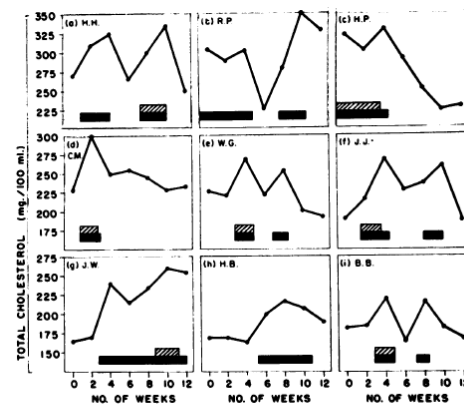 TOTAL CHOLESTEROL (mg./100 ml.)
350
325
300
275
250
225
(a) H.H.
(b) R.P.
(c) H.P.
300
275
250
225
200
175
(d)
C.M.
(e) W.G.
(f) J.J.
275
250
225
200
175
150
(g) J.W.
(h) H.B.
(i) B.B.
0 2 4 6 8 10 12
0 2 4 6 8 10 12
0 2 4 6 8 10 12
NO. OF WEEKS
NO. OF WEEKS
NO. OF WEEKS